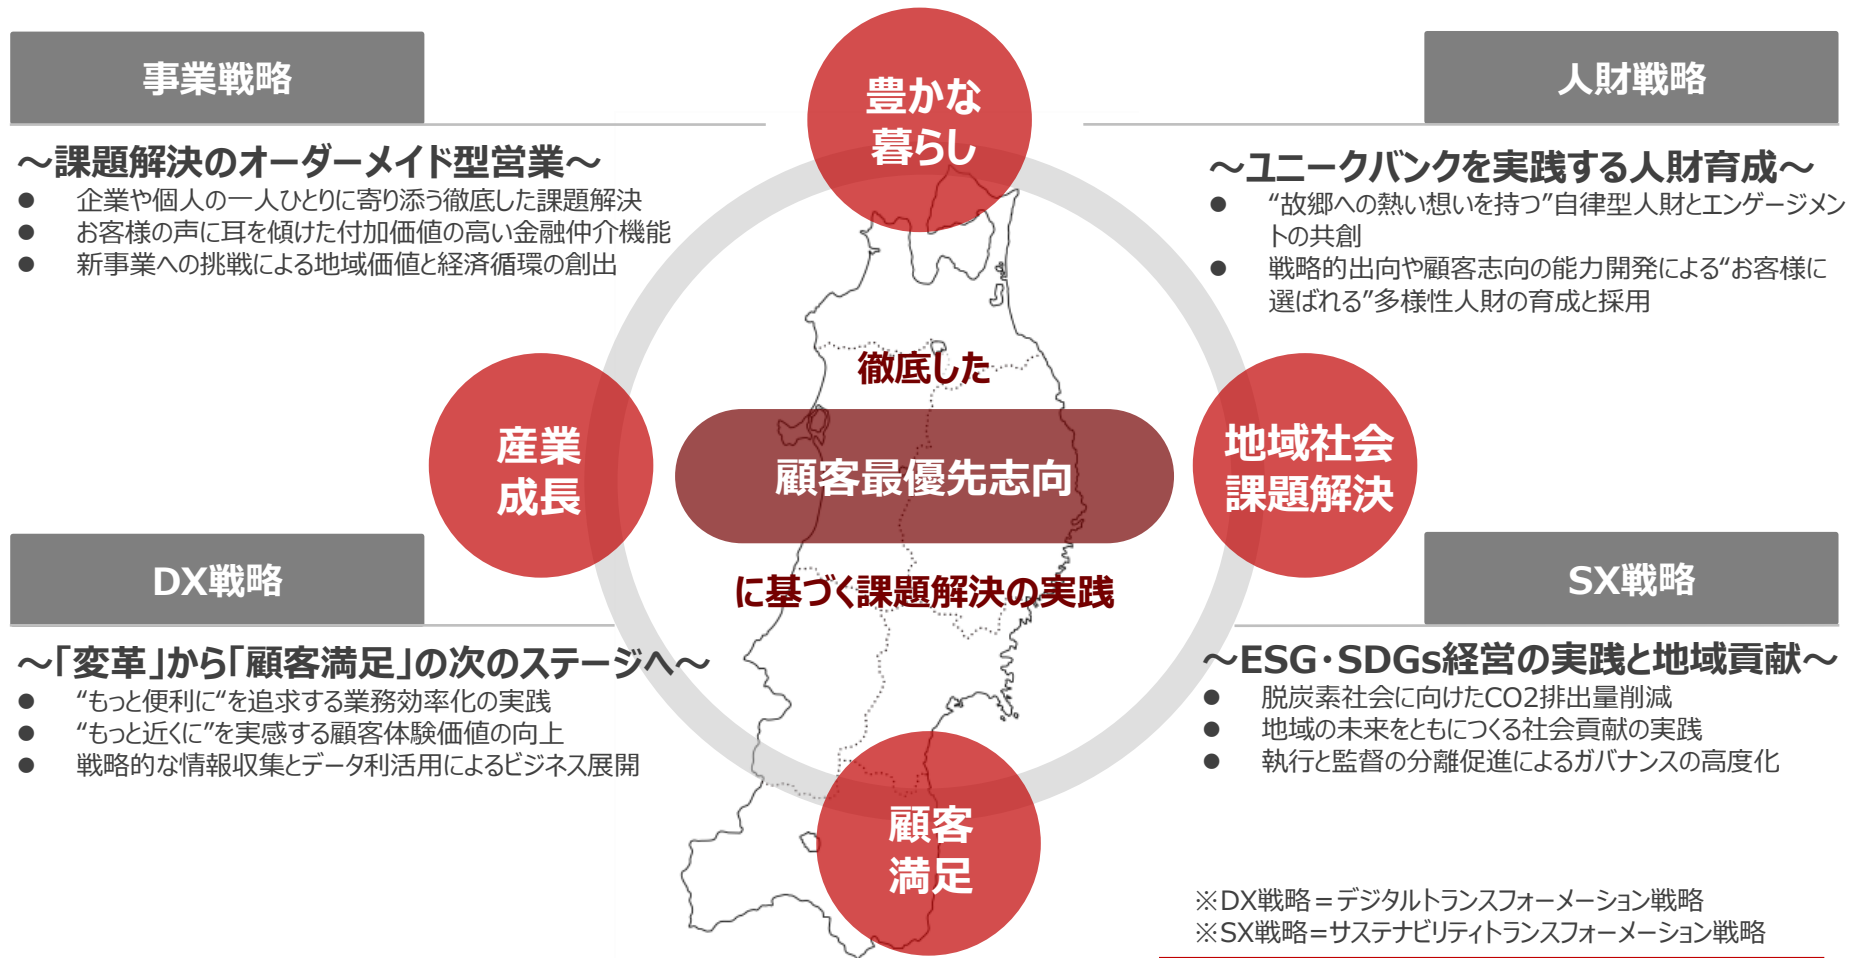 事業戦略
～課題解決のオーダーメイド型営業～
● 企業や個人の一人ひとりに寄り添う徹底した課題解決
● お客様の声に耳を傾けた付加価値の高い金融仲介機能
● 新事業への挑戦による地域価値と経済循環の創出
豊かな
暮らし
人財戦略
～ユニークバンクを実践する人財育成～
● “故郷への熱い想いを持つ”自律型人財とエンゲージメン
トの共創
● 戦略的出向や顧客志向の能力開発による“お客様に
選ばれる”多様性人財の育成と採用
徹底した
産業
成長
顧客最優先志向
地域社会
課題解決
に基づく課題解決の実践
DX戦略
～「変革」から「顧客満足」の次のステージへ～
● “もっと便利に“を追求する業務効率化の実践
● “もっと近くに”を実感する顧客体験価値の向上
● 戦略的な情報収集とデータ利活用によるビジネス展開
SX戦略
～ESG・SDGs経営の実践と地域貢献～
● 脱炭素社会に向けたCO2排出量削減
● 地域の未来をともにつくる社会貢献の実践
● 執行と監督の分離促進によるガバナンスの高度化
顧客
満足
※DX戦略＝デジタルトランスフォーメーション戦略
※SX戦略＝サステナビリティトランスフォーメーション戦略